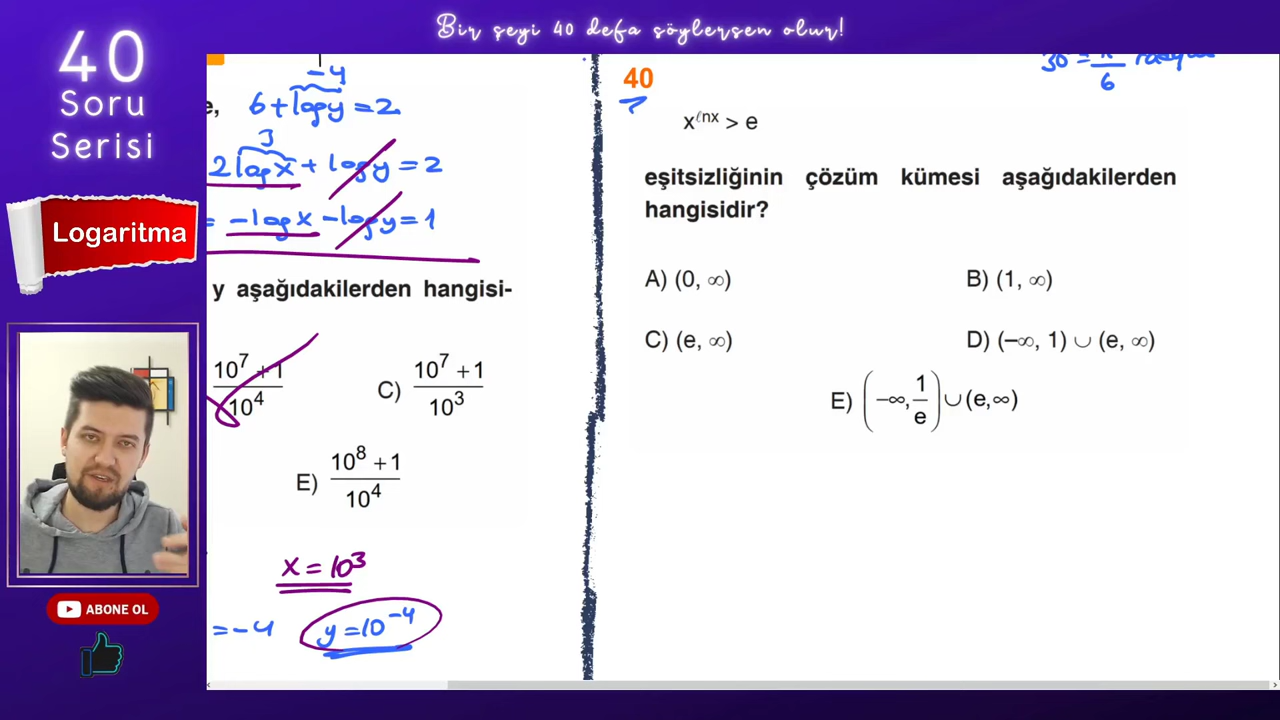 Bir şeyi 40 defa söylersen olur!
40
Soru
Serisi
Logaritma
ABONE OL
-4
e, 6+logy=2
3
2logx+logy=2
= -logx-logy=1
y aşağıdakilerden hangisi-
10⁷ +1 / 10⁴
C) 10⁷ +1 / 10³
E) 10⁸ +1 / 10⁴
x=10³
=-4 y=10⁻⁴
π/6
40
x^ℓnx > e
eşitsizliğinin çözüm kümesi aşağıdakilerden
hangisidir?
A) (0, ∞) B) (1, ∞)
C) (e, ∞) D) (–∞, 1) ∪ (e, ∞)
E) (–∞, 1/e) ∪ (e, ∞)